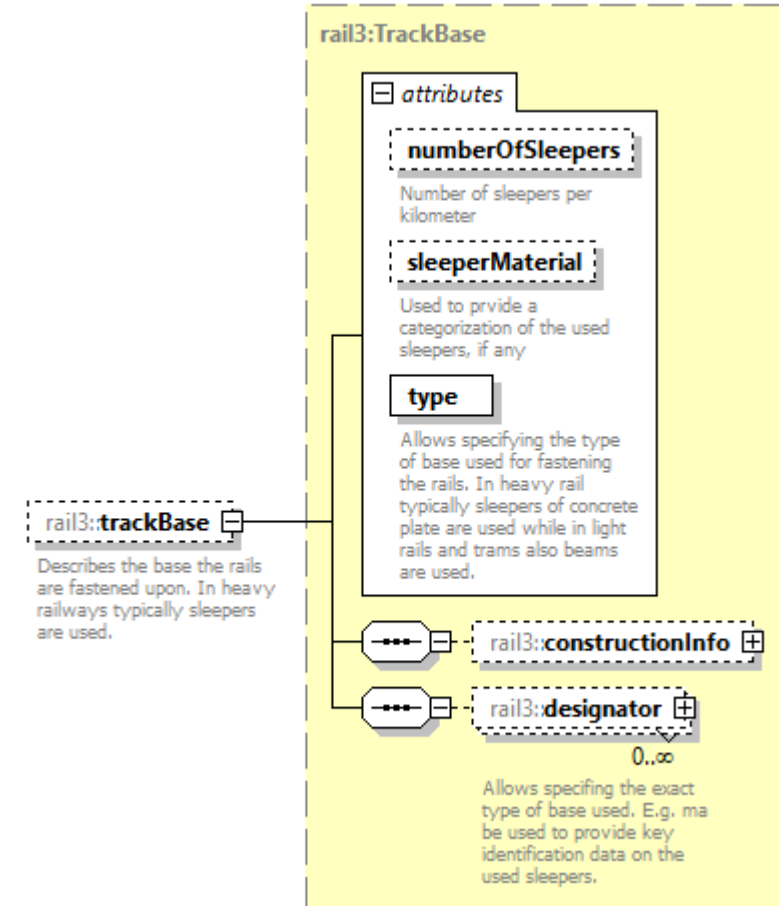 rail3:TrackBase
attributes
numberOfSleepers
Number of sleepers per
kilometer
sleeperMaterial
Used to prvide a
categorization of the used
sleepers, if any
type
Allows specifying the type
of base used for fastening
the rails. In heavy rail
typically sleepers of concrete
plate are used while in light
rails and trams also beams
are used.
rail3::trackBase
Describes the base the rails
are fastened upon. In heavy
railways typically sleepers
are used.
rail3::constructionInfo
rail3::designator
0..∞
Allows specifing the exact
type of base used. E.g. ma
be used to provide key
identification data on the
used sleepers.